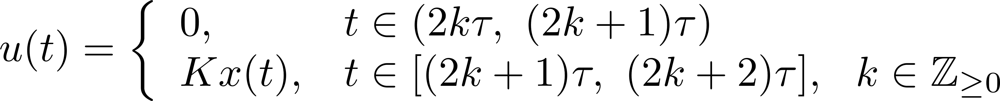 u(t) = { 0, t ∈ (2kτ, (2k + 1)τ)
Kx(t), t ∈ [(2k + 1)τ, (2k + 2)τ], k ∈ ℤ≥0